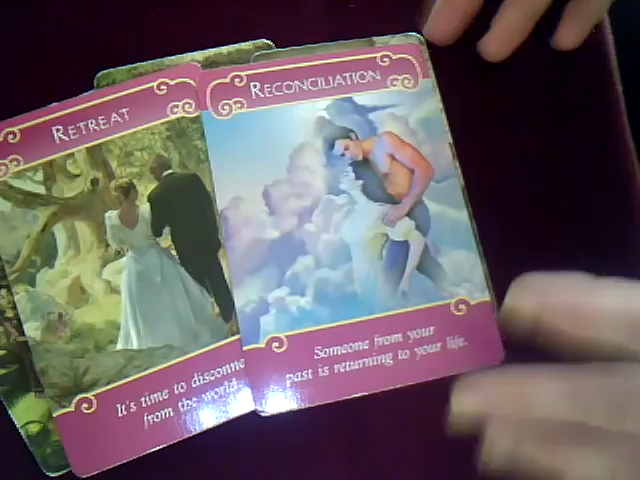 RETREAT
It's time to disconne
from the world.
RECONCILIATION
Someone from your
past is returning to your life.